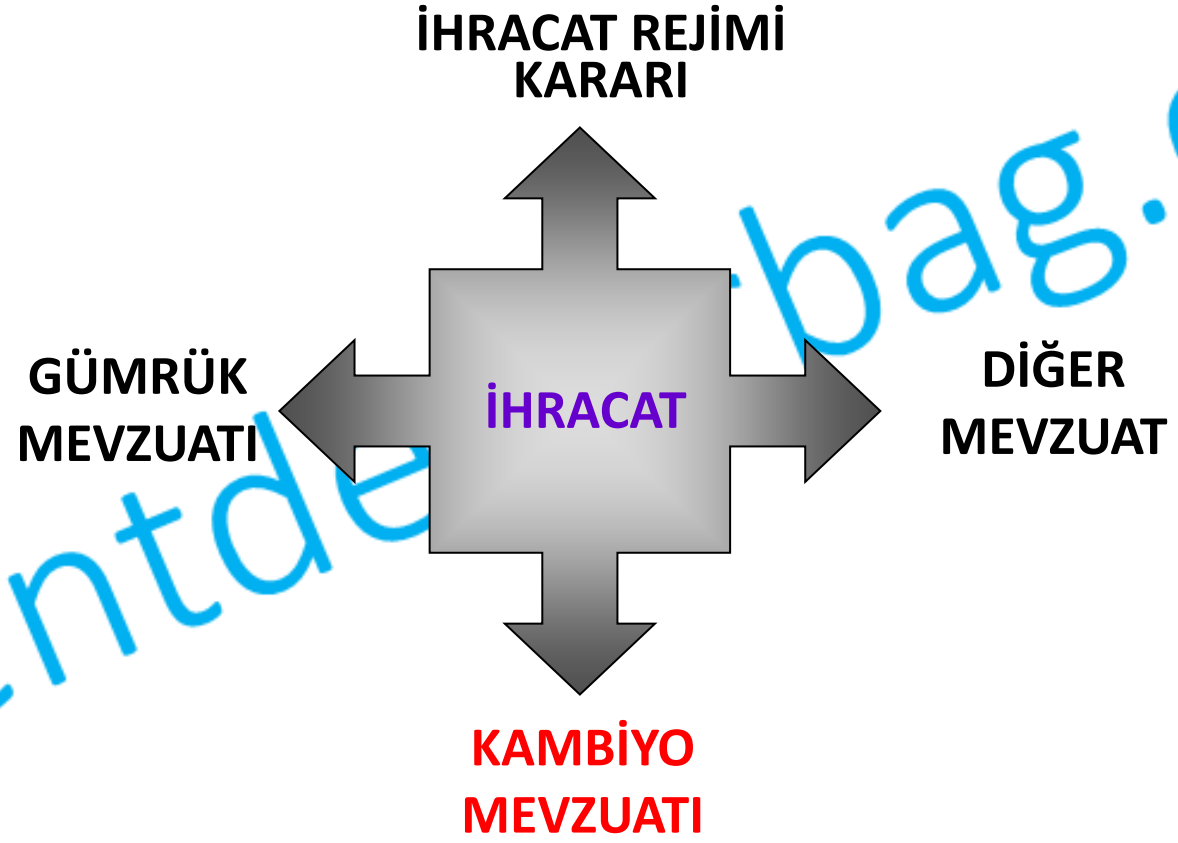 İHRACAT REJİMİ
KARARI
GÜMRÜK
MEVZUATI
İHRACAT
DİĞER
MEVZUAT
KAMBİYO
MEVZUATI